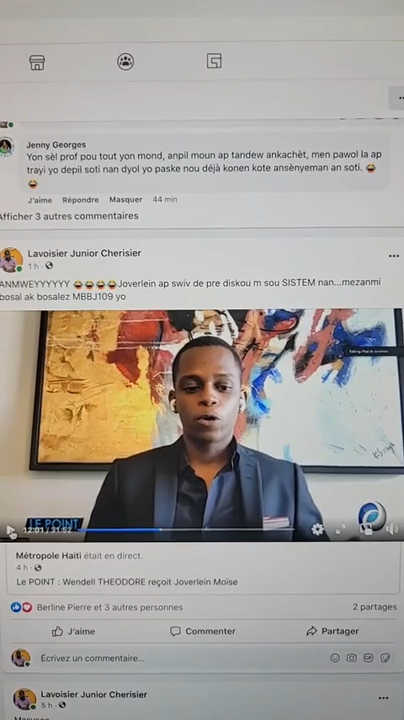 Jenny Georges
Yon sèl prof pou tout yon mond, anpil moun ap tandew ankachèt, men pawol la ap
trayi yo depil soti nan dyol yo paske nou déjà konen kote ansènyeman an soti. 😂
😂
J'aime Répondre Masquer 44 min
Afficher 3 autres commentaires
Lavoisier Junior Cherisier
1 h
ANMWEYYYYYY 😂😂😂😂Joverlein ap swiv de pre diskou m sou SISTEM nan...mezanmi
bosal ak bosalez MBBJ109 yo
LE POINT
12:01 / 31:52
Métropole Haiti était en direct.
4 h
Le POINT : Wendell THEODORE reçoit Joverlein Moïse
Berline Pierre et 3 autres personnes
2 partages
J'aime
Commenter
Partager
Écrivez un commentaire...
GIF
Lavoisier Junior Cherisier
5 h